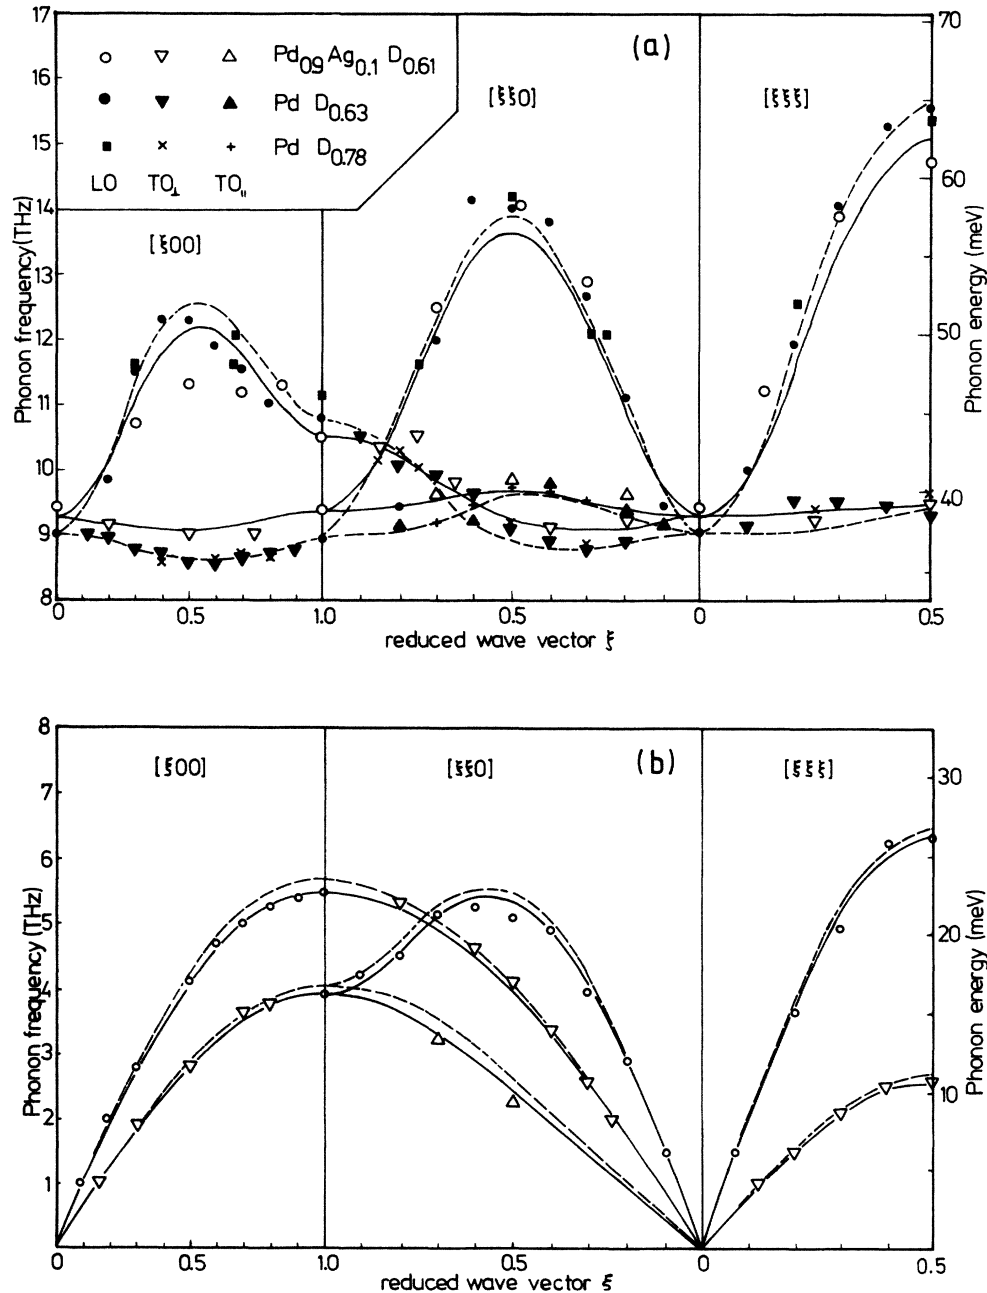 17
16
15
14
13
12
11
10
9
8
Phonon frequency(THz)
LO TO⊥ TO||
Pd0.9 Ag0.1 D0.61
Pd D0.63
Pd D0.78
(a)
[ξ00]
[ξξ0]
[ξξξ]
70
60
50
40
Phonon energy (meV)
0 0.5 1.0 0.5 0 0.5
reduced wave vector ξ
8
7
6
5
4
3
2
1
Phonon frequency (THz)
[ξ00]
[ξξ0]
(b)
[ξξξ]
30
20
10
Phonon energy (meV)
0 0.5 1.0 0.5 0 0.5
reduced wave vector ξ